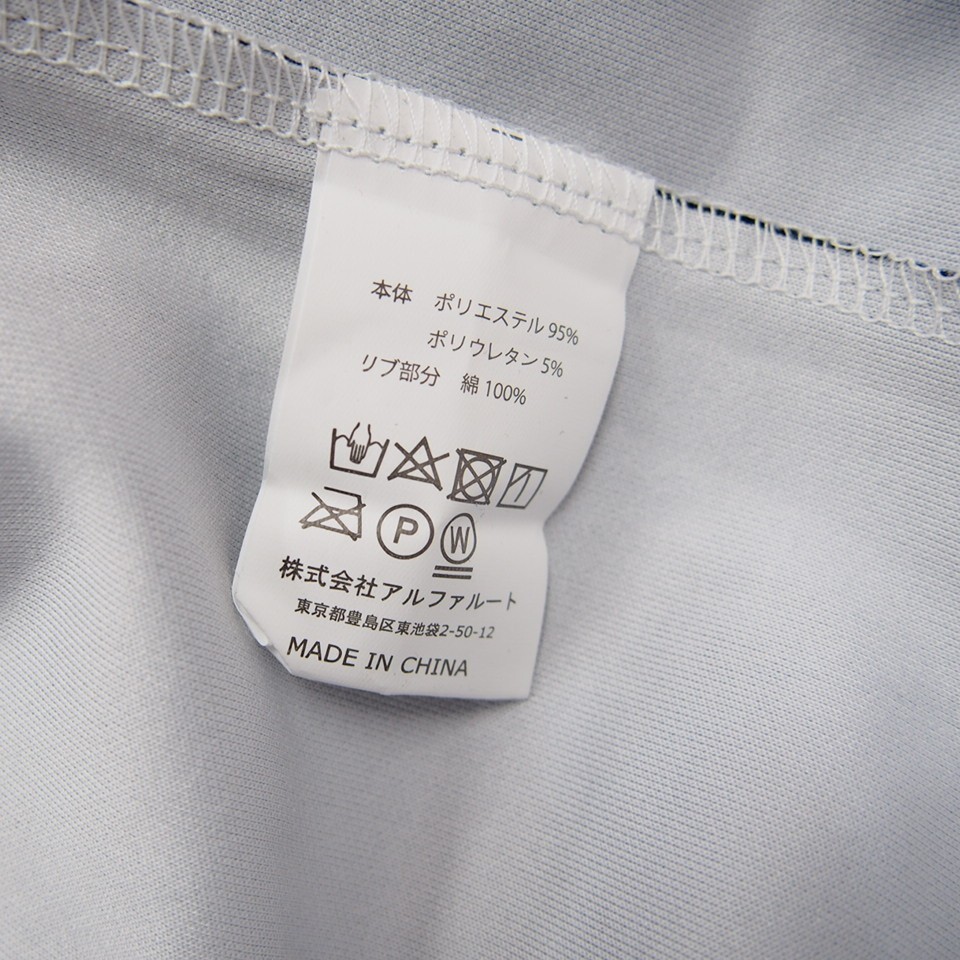 本体 ポリエステル 95%
ポリウレタン 5%
リブ部分 綿 100%
P W
株式会社アルファルート
東京都豊島区東池袋2-50-12
MADE IN CHINA